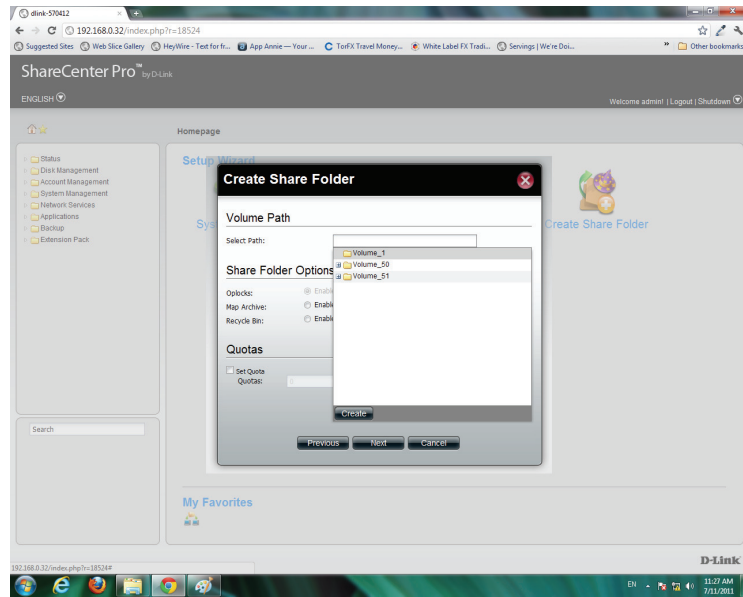 dlink-570412
192.168.0.32/index.php?r=18524
Suggested Sites Web Slice Gallery HeyWire - Text for fr... App Annie — Your ... TorFX Travel Money... White Label FX Tradi... Servings | We're Doi... » Other bookmarks
ShareCenter Pro™ by D-Link
ENGLISH
Welcome admin! | Logout | Shutdown
Homepage
Status
Disk Management
Account Management
System Management
Network Services
Applications
Backup
Extension Pack
Search
Setup Wizard
Sys
Create Share Folder
Create Share Folder
Volume Path
Select Path:
Volume_1
Volume_50
Volume_51
Share Folder Options
Oplocks: Enabl
Map Archive: Enabl
Recycle Bin: Enabl
Quotas
Set Quota
Quotas:
Create
Previous Next Cancel
My Favorites
D-Link
192.168.0.32/index.php?r=18524#
EN 11:27 AM
7/11/2011